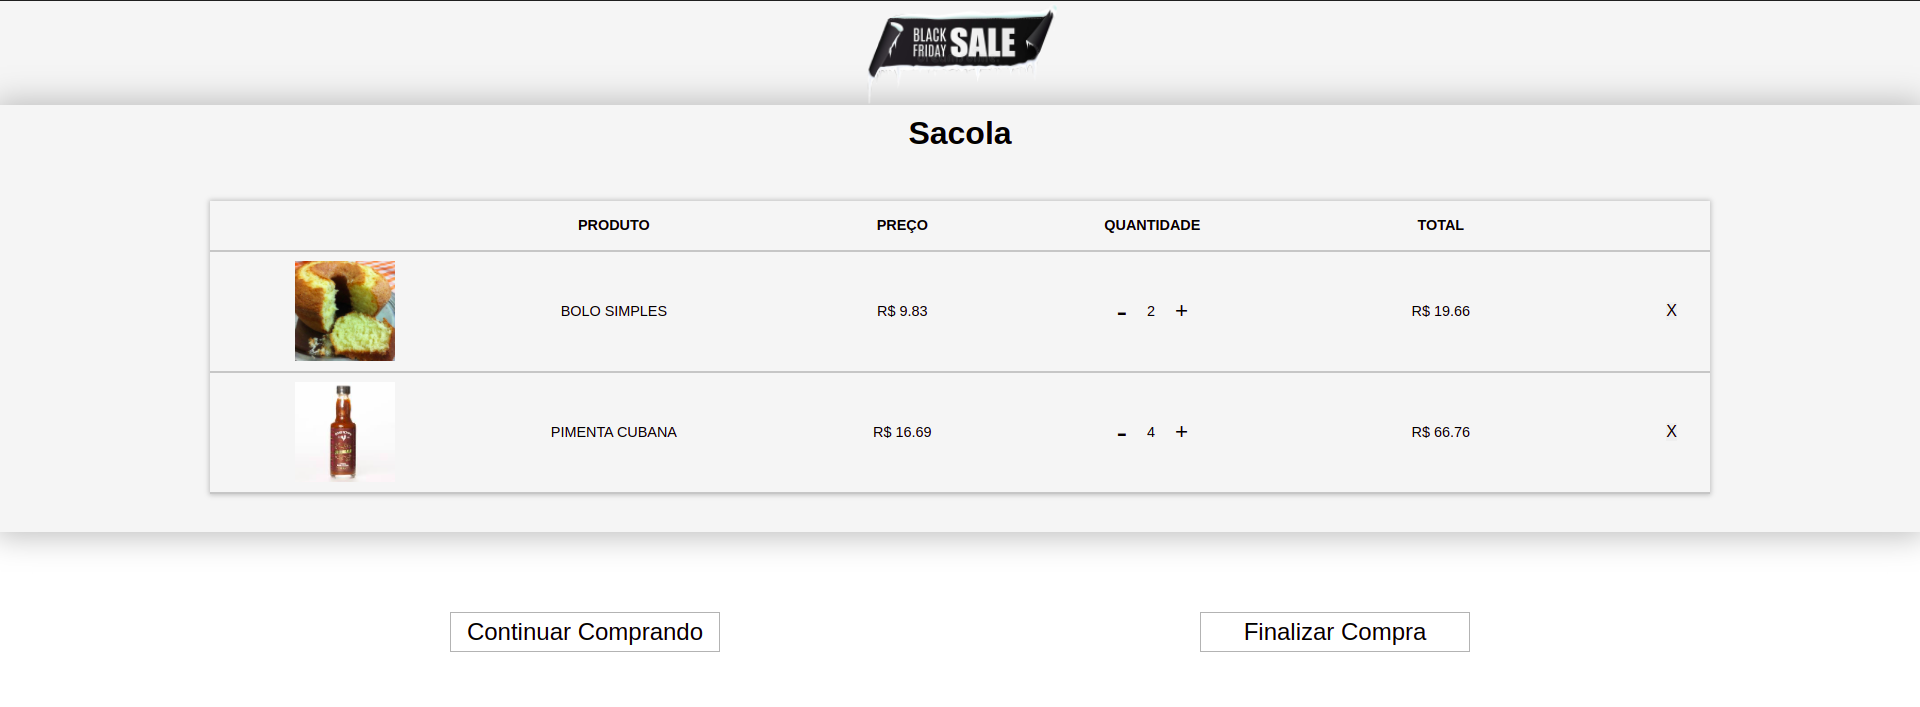 BLACK FRIDAY SALE
Sacola
PRODUTO PREÇO QUANTIDADE TOTAL
BOLO SIMPLES R$ 9.83 - 2 + R$ 19.66 X
PIMENTA CUBANA R$ 16.69 - 4 + R$ 66.76 X
Continuar Comprando Finalizar Compra